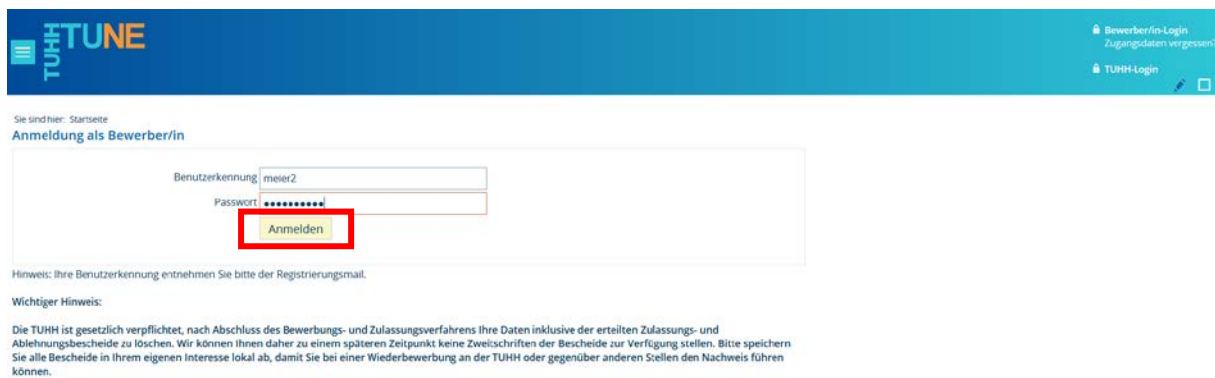 TUHH
TUNE
Bewerber/in-Login
Zugangsdaten vergessen?
TUHH-Login
Sie sind hier: Startseite
Anmeldung als Bewerber/in
Benutzerkennung meier2
Passwort ••••••••••
Anmelden
Hinweis: Ihre Benutzerkennung entnehmen Sie bitte der Registrierungsmail.
Wichtiger Hinweis:
Die TUHH ist gesetzlich verpflichtet, nach Abschluss des Bewerbungs- und Zulassungsverfahrens Ihre Daten inklusive der erteilten Zulassungs- und
Ablehnungsbescheide zu löschen. Wir können Ihnen daher zu einem späteren Zeitpunkt keine Zweitschriften der Bescheide zur Verfügung stellen. Bitte speichern
Sie alle Bescheide in Ihrem eigenen Interesse lokal ab, damit Sie bei einer Wiederbewerbung an der TUHH oder gegenüber anderen Stellen den Nachweis führen
können.